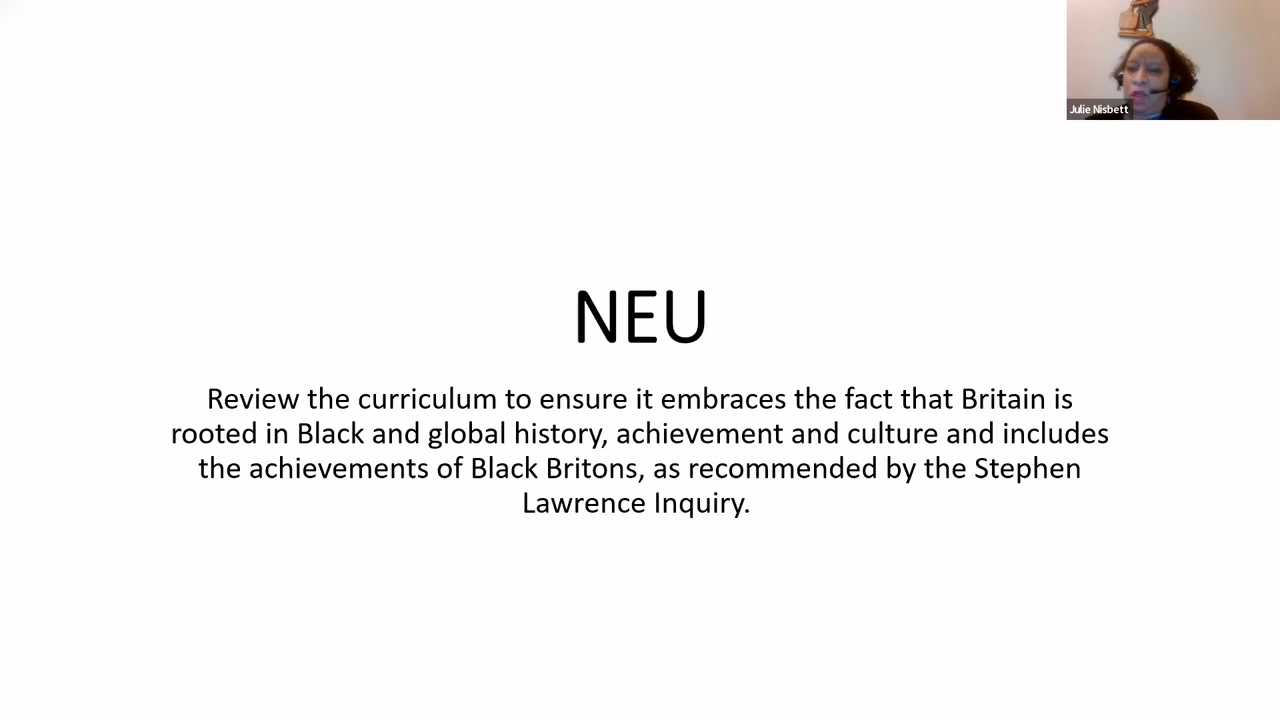 Julie Nisbett
NEU
Review the curriculum to ensure it embraces the fact that Britain is
rooted in Black and global history, achievement and culture and includes
the achievements of Black Britons, as recommended by the Stephen
Lawrence Inquiry.